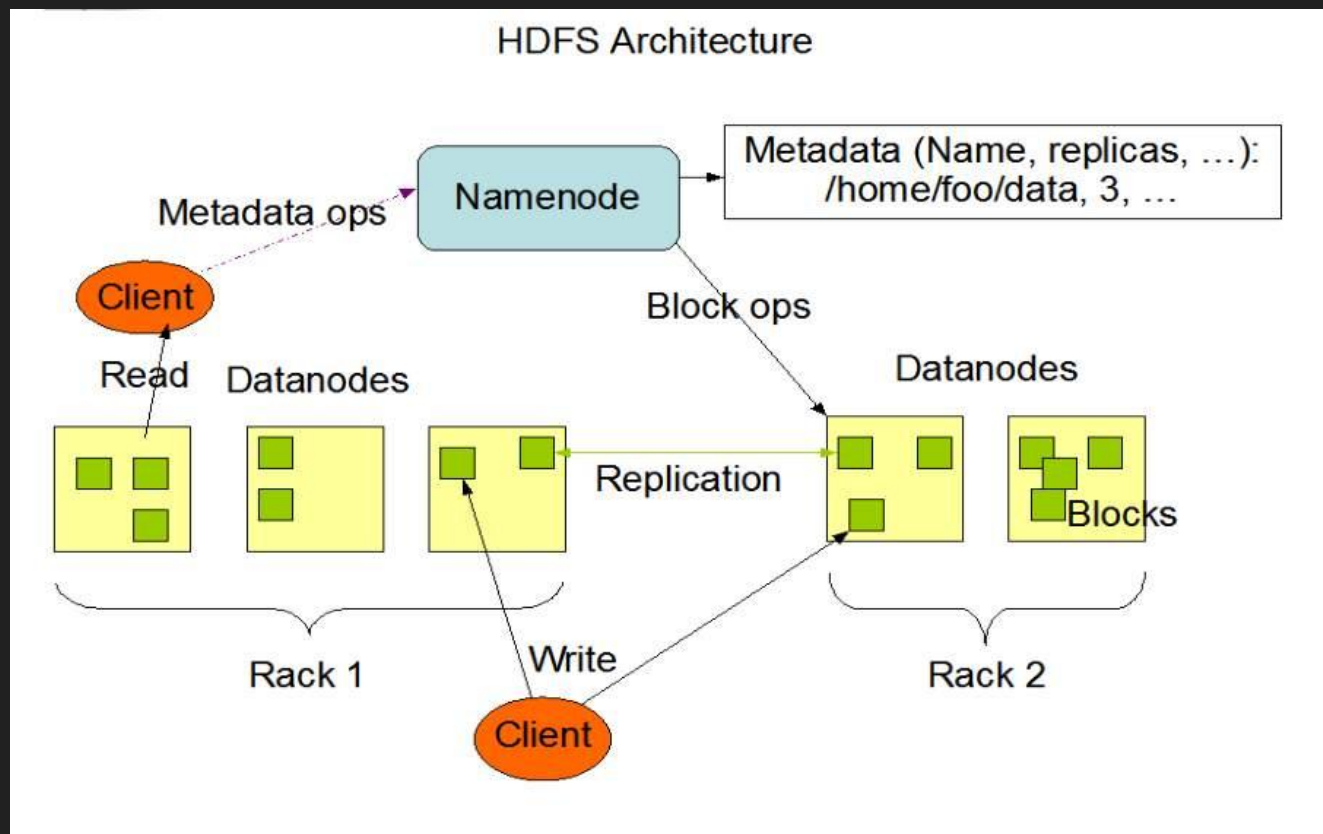 HDFS Architecture
Metadata (Name, replicas, …):
/home/foo/data, 3, …
Namenode
Metadata ops
Client
Block ops
Read
Datanodes
Datanodes
Replication
Blocks
Rack 1
Write
Rack 2
Client